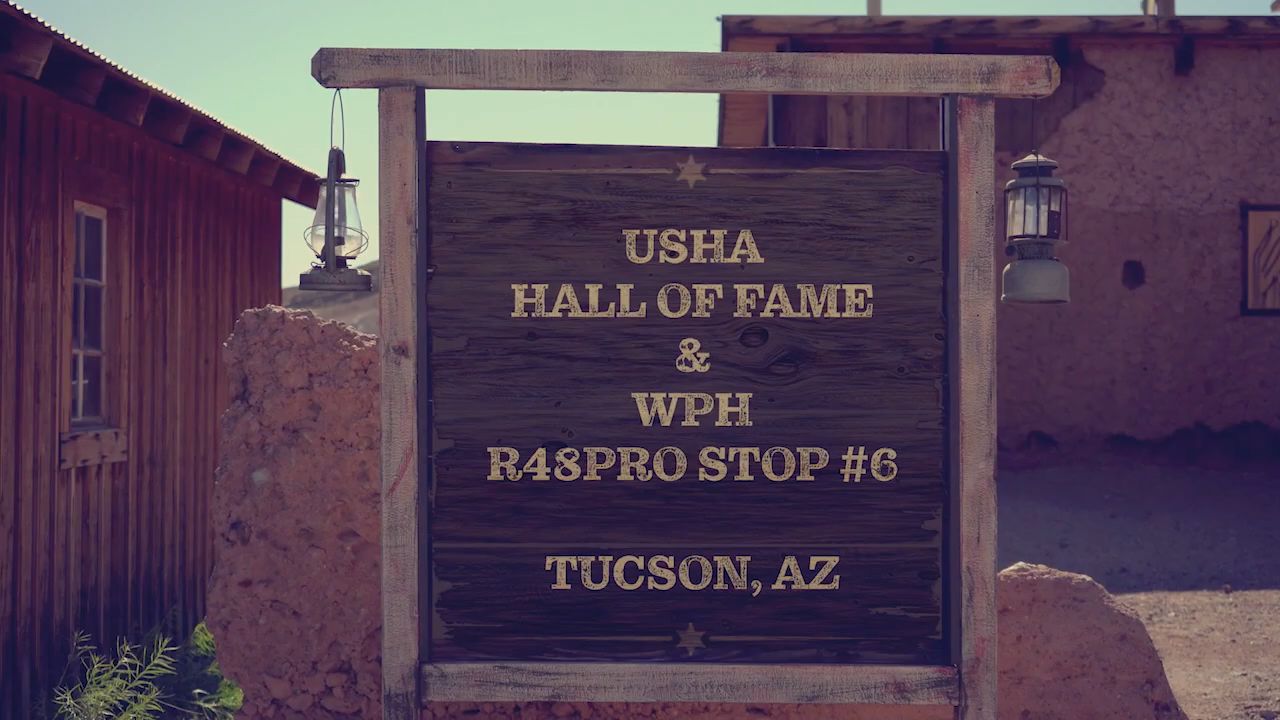 USHA
HALL OF FAME
&
WPH
R48PRO STOP #6
TUCSON, AZ